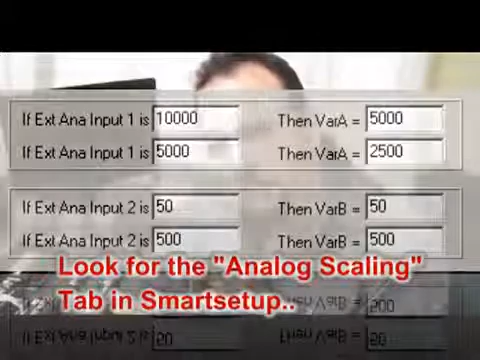 If Ext Ana Input 1 is 10000 Then VarA = 5000
If Ext Ana Input 1 is 5000 Then VarA = 2500
If Ext Ana Input 2 is 50 Then VarB = 50
If Ext Ana Input 2 is 500 Then VarB = 500
Look for the "Analog Scaling"
Tab in Smartsetup..